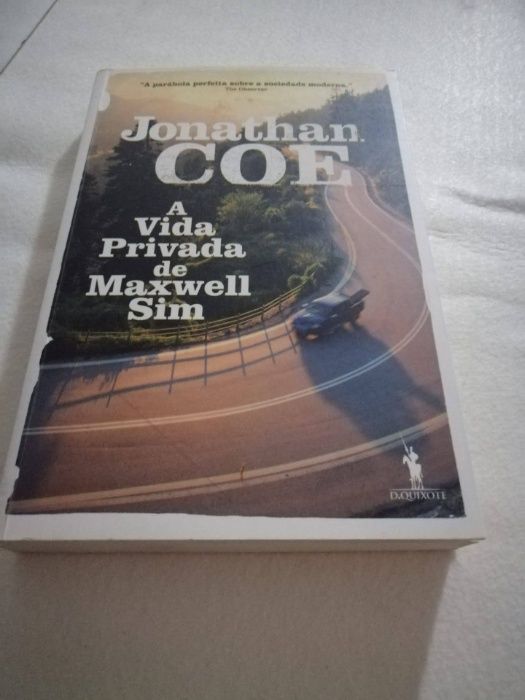 "A parábola perfeita sobre a sociedade moderna."
The Observer
Jonathan
COE
A
Vida
Privada
de
Maxwell
Sim
D.QUIXOTE